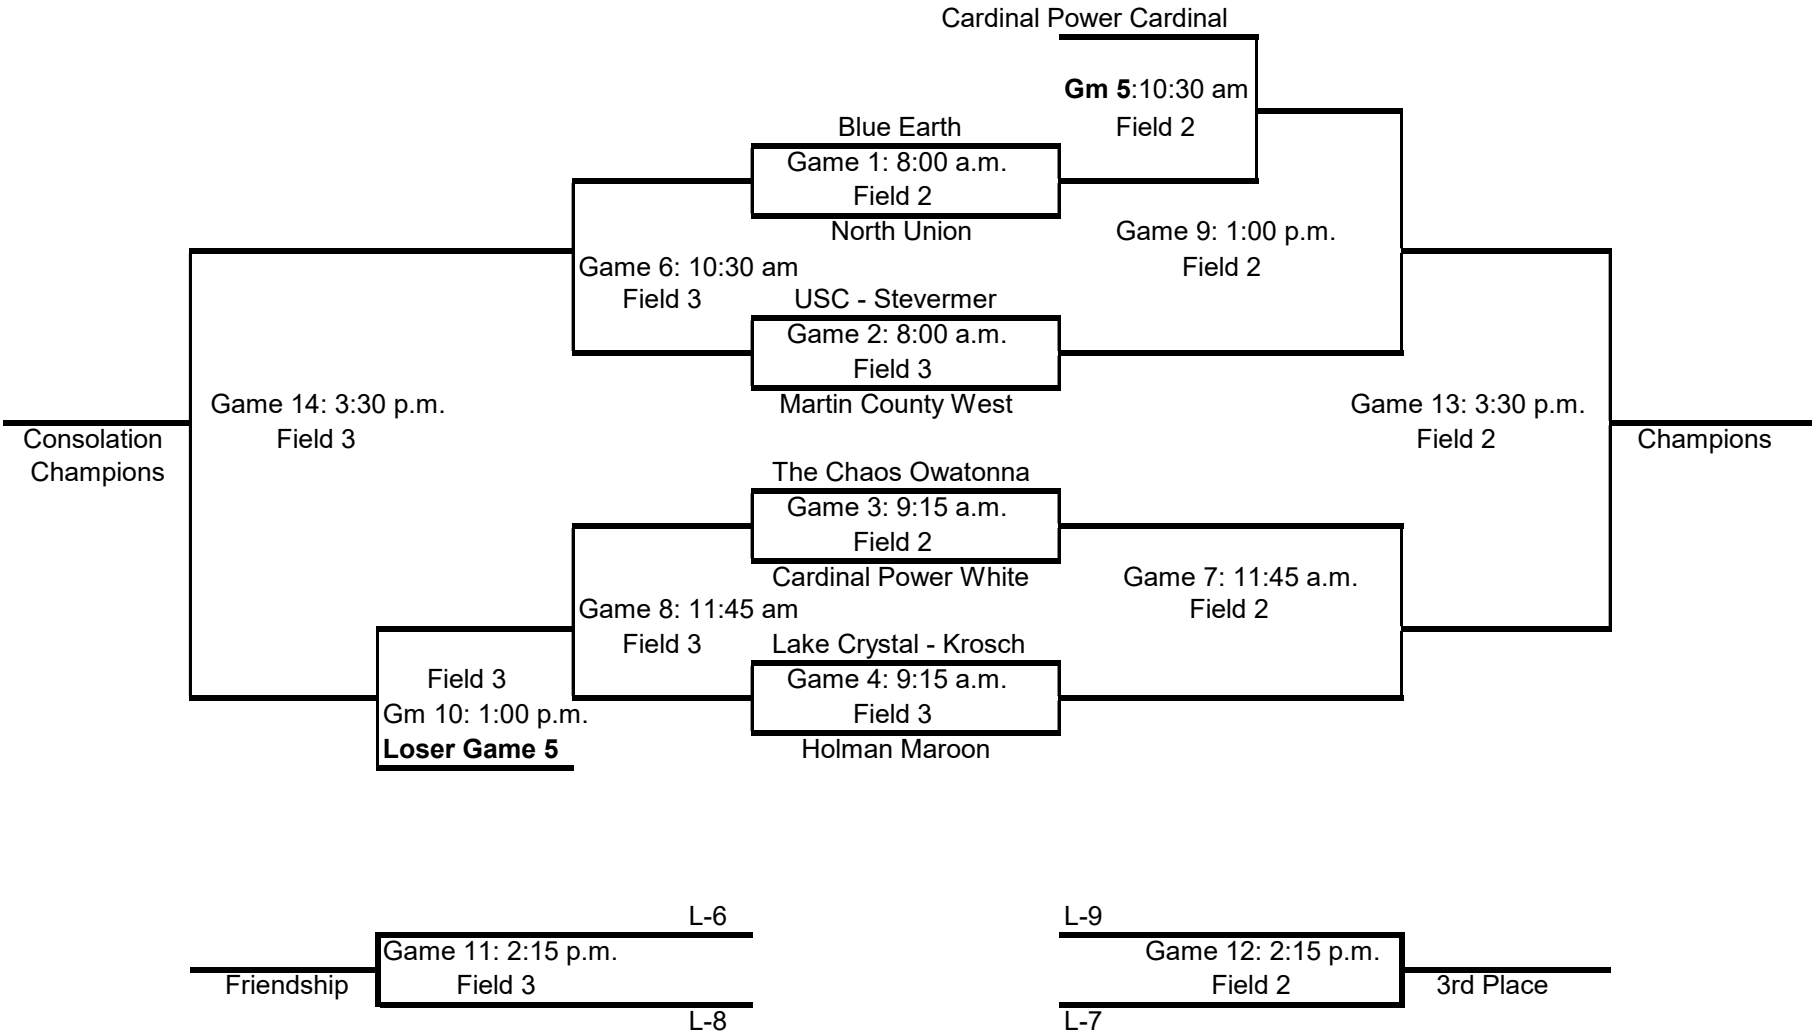 Cardinal Power Cardinal
Gm 5:10:30 am
Field 2
Blue Earth
Game 1: 8:00 a.m.
Field 2
North Union
Game 9: 1:00 p.m.
Field 2
Game 6: 10:30 am
Field 3
USC - Stevermer
Game 2: 8:00 a.m.
Field 3
Martin County West
Game 14: 3:30 p.m.
Field 3
Game 13: 3:30 p.m.
Field 2
Consolation
Champions
Champions
The Chaos Owatonna
Game 3: 9:15 a.m.
Field 2
Cardinal Power White
Game 7: 11:45 a.m.
Field 2
Game 8: 11:45 am
Field 3
Lake Crystal - Krosch
Game 4: 9:15 a.m.
Field 3
Holman Maroon
Field 3
Gm 10: 1:00 p.m.
Loser Game 5
L-6
Game 11: 2:15 p.m.
Field 3
Friendship
L-8
L-9
Game 12: 2:15 p.m.
Field 2
3rd Place
L-7